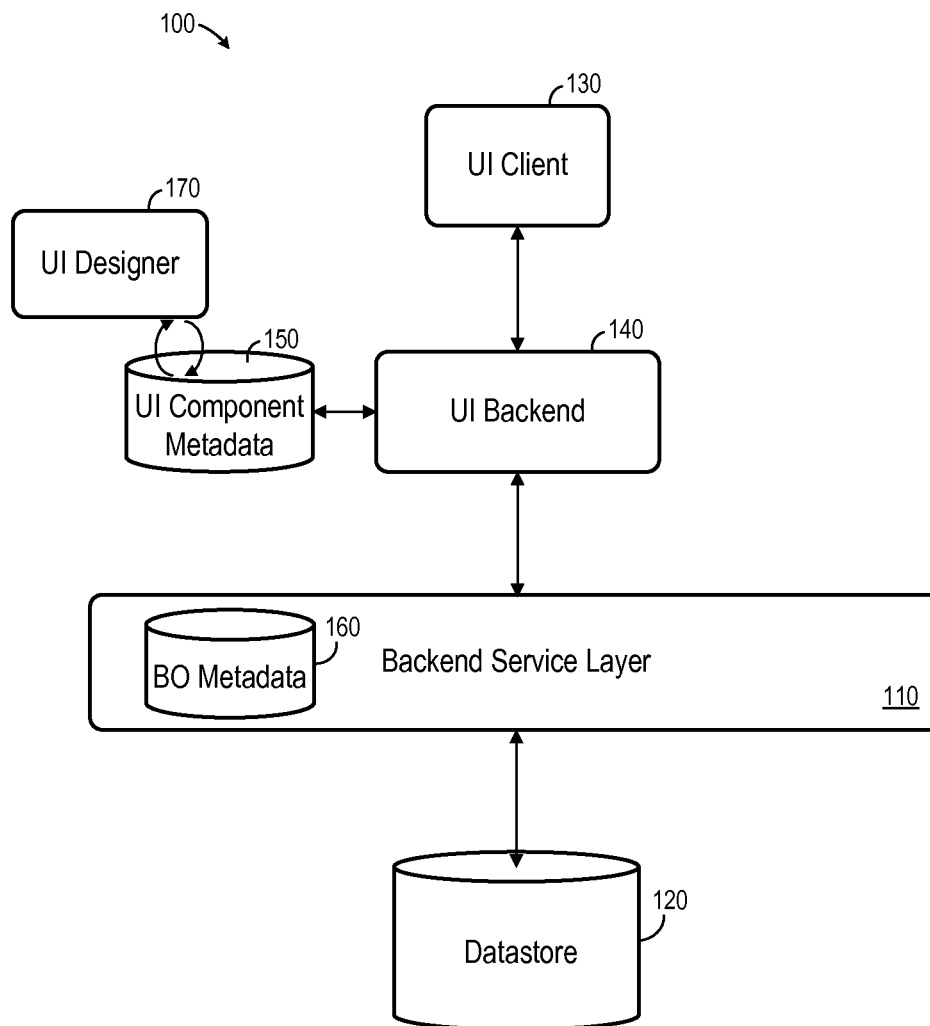 100
130
UI Client
170
UI Designer
150
140
UI Component
Metadata
UI Backend
160
BO Metadata
Backend Service Layer
110
120
Datastore